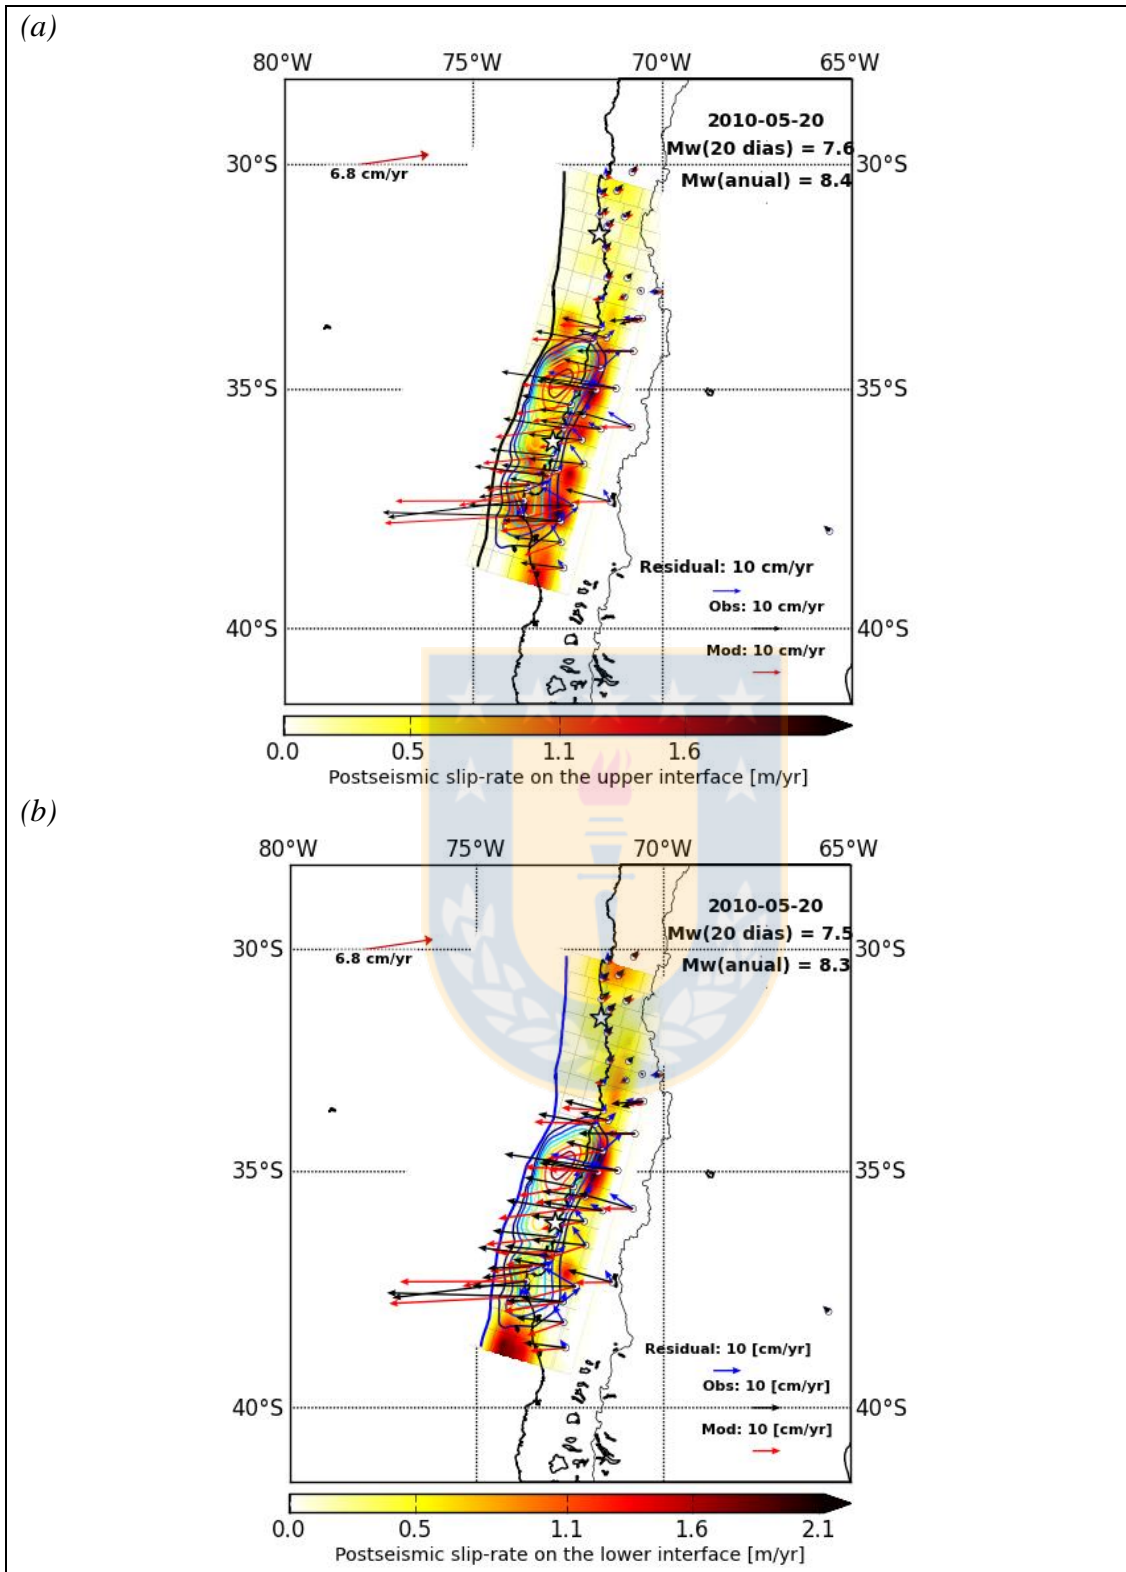 (a)
80°W 75°W 70°W 65°W
2010-05-20
Mw(20 dias) = 7.6
30°S 30°S
6.8 cm/yr
Mw(anual) = 8.4
35°S 35°S
Residual: 10 cm/yr
Obs: 10 cm/yr
40°S 40°S
Mod: 10 cm/yr
0.0 0.5 1.1 1.6
Postseismic slip-rate on the upper interface [m/yr]
(b)
80°W 75°W 70°W 65°W
2010-05-20
Mw(20 dias) = 7.5
30°S 30°S
6.8 cm/yr
Mw(anual) = 8.3
35°S 35°S
Residual: 10 [cm/yr]
Obs: 10 [cm/yr]
40°S 40°S
Mod: 10 [cm/yr]
0.0 0.5 1.1 1.6 2.1
Postseismic slip-rate on the lower interface [m/yr]